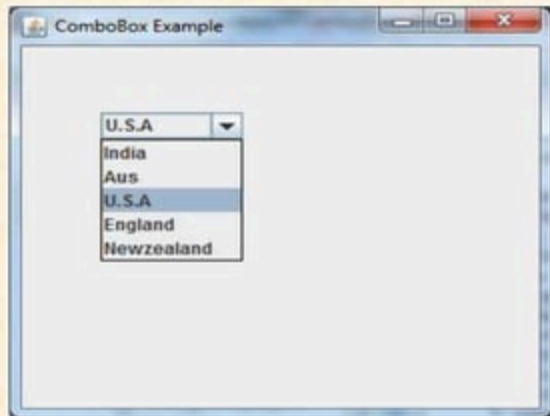 ComboBox Example
U.S.A
India
Aus
U.S.A
England
Newzealand